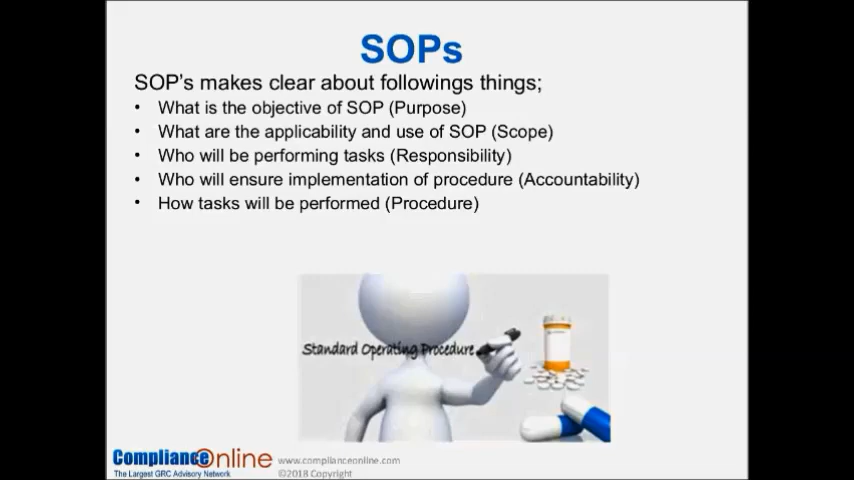 SOPs
SOP's makes clear about followings things;
• What is the objective of SOP (Purpose)
• What are the applicability and use of SOP (Scope)
• Who will be performing tasks (Responsibility)
• Who will ensure implementation of procedure (Accountability)
• How tasks will be performed (Procedure)
Standard Operating Procedure
ComplianceOnline
The Largest GRC Advisory Network
www.complianceonline.com
©2018 Copyright